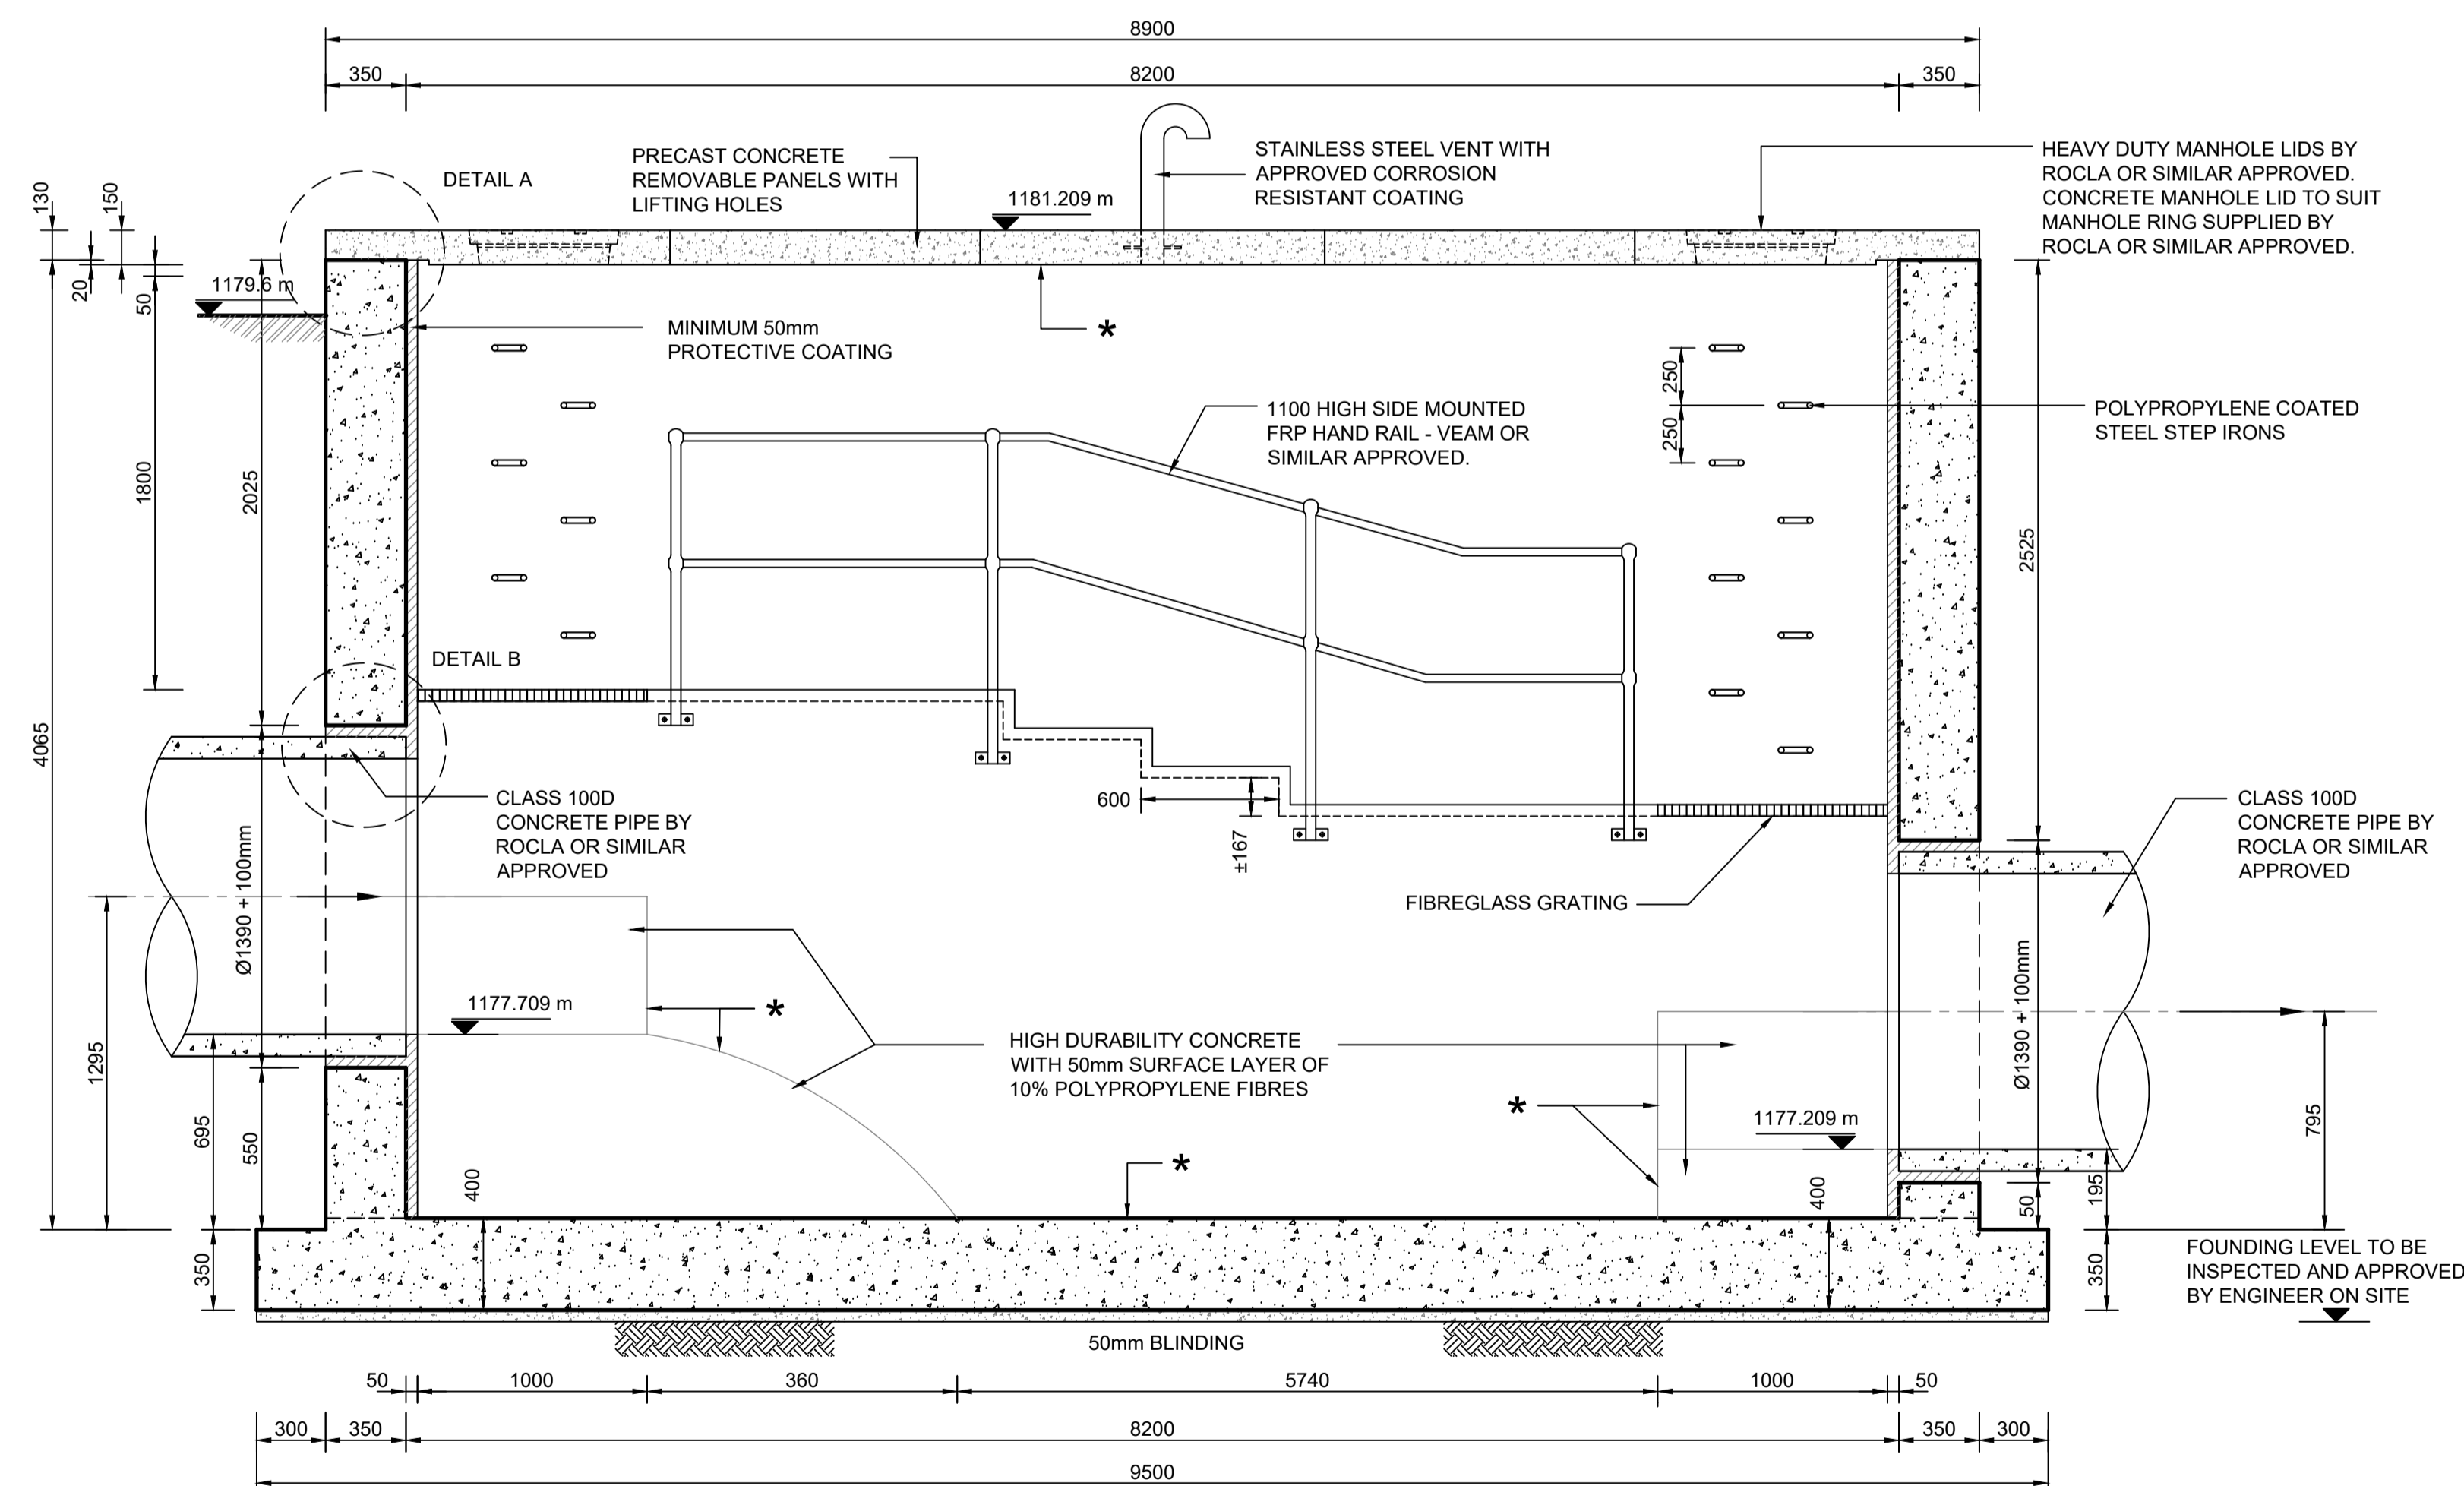 8900
350
8200
350
130
150
20
50
DETAIL A
PRECAST CONCRETE
REMOVABLE PANELS WITH
LIFTING HOLES
1181.209 m
STAINLESS STEEL VENT WITH
APPROVED CORROSION
RESISTANT COATING
HEAVY DUTY MANHOLE LIDS BY
ROCLA OR SIMILAR APPROVED.
CONCRETE MANHOLE LID TO SUIT
MANHOLE RING SUPPLIED BY
ROCLA OR SIMILAR APPROVED.
1179.6 m
MINIMUM 50mm
PROTECTIVE COATING
*
250
250
1100 HIGH SIDE MOUNTED
FRP HAND RAIL - VEAM OR
SIMILAR APPROVED.
POLYPROPYLENE COATED
STEEL STEP IRONS
1800
2025
2525
DETAIL B
4065
CLASS 100D
CONCRETE PIPE BY
ROCLA OR SIMILAR
APPROVED
600
±167
FIBREGLASS GRATING
CLASS 100D
CONCRETE PIPE BY
ROCLA OR SIMILAR
APPROVED
Ø1390 + 100mm
Ø1390 + 100mm
1177.709 m
*
HIGH DURABILITY CONCRETE
WITH 50mm SURFACE LAYER OF
10% POLYPROPYLENE FIBRES
*
1177.209 m
1295
695
550
795
195
50
*
400
400
350
350
FOUNDING LEVEL TO BE
INSPECTED AND APPROVED
BY ENGINEER ON SITE
50mm BLINDING
50
1000
360
5740
1000
50
300
350
8200
350
300
9500